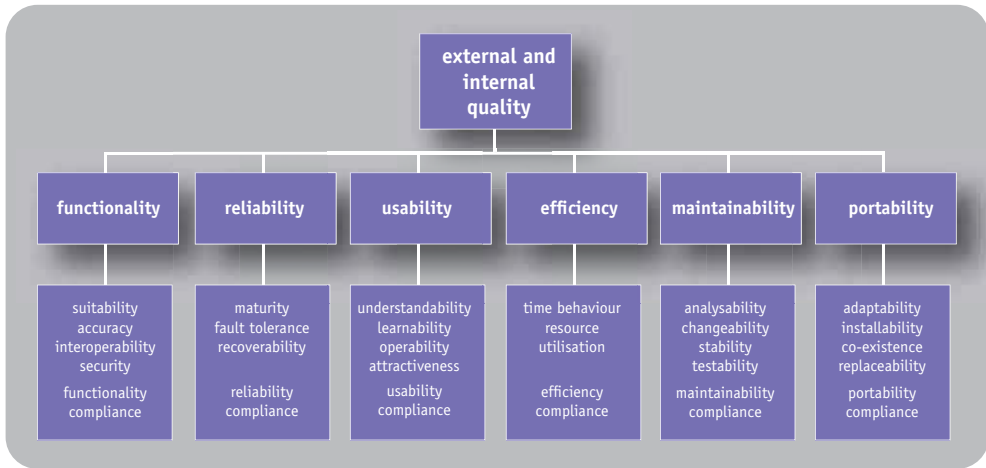 external and
internal
quality
functionality
reliability
usability
efficiency
maintainability
portability
suitability
accuracy
interoperability
security
functionality
compliance
maturity
fault tolerance
recoverability
reliability
compliance
understandability
learnability
operability
attractiveness
usability
compliance
time behaviour
resource
utilisation
efficiency
compliance
analysability
changeability
stability
testability
maintainability
compliance
adaptability
installability
co-existence
replaceability
portability
compliance